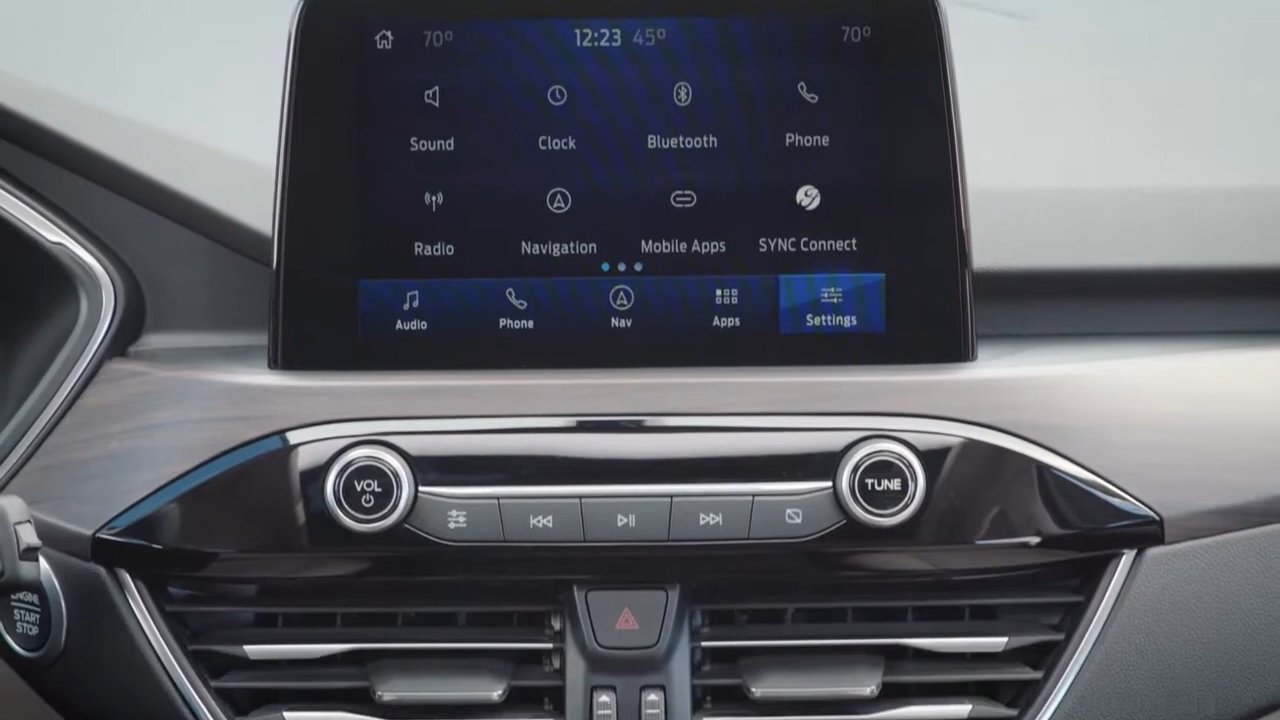 70° 12:23 45° 70°
Sound Clock Bluetooth Phone
Radio Navigation Mobile Apps SYNC Connect
Audio Phone Nav Apps Settings
VOL TUNE
ENGINE
START
STOP